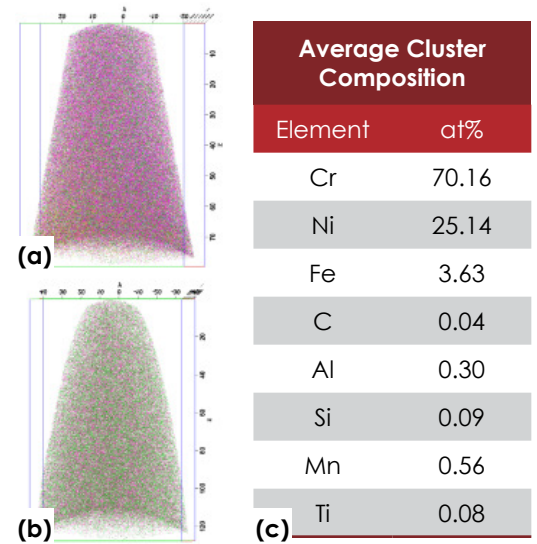 (a)
(b)
Average Cluster
Composition
Element at%
Cr 70.16
Ni 25.14
Fe 3.63
C 0.04
Al 0.30
Si 0.09
Mn 0.56
Ti 0.08
(c)